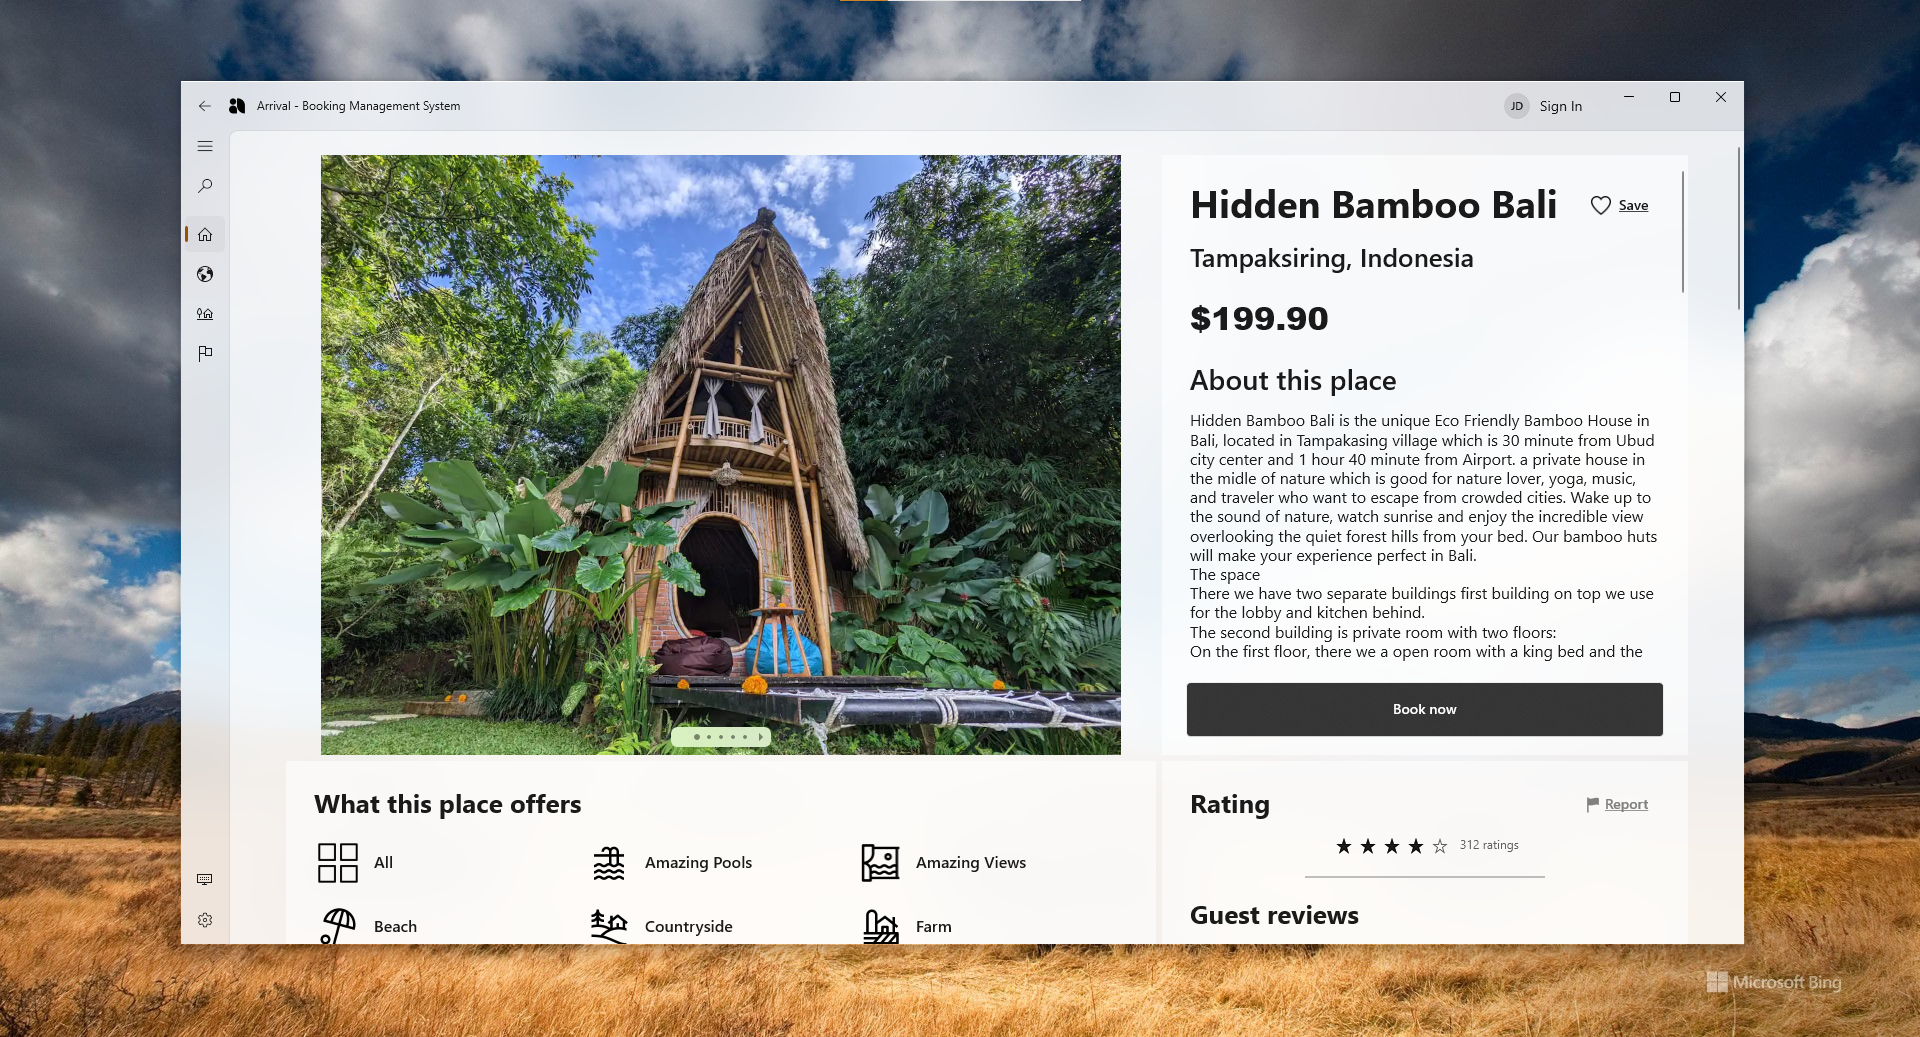 Arrival - Booking Management System
JD
Sign In
Hidden Bamboo Bali
Save
Tampaksiring, Indonesia
$199.90
About this place
Hidden Bamboo Bali is the unique Eco Friendly Bamboo House in
Bali, located in Tampakasing village which is 30 minute from Ubud
city center and 1 hour 40 minute from Airport. a private house in
the midle of nature which is good for nature lover, yoga, music,
and traveler who want to escape from crowded cities. Wake up to
the sound of nature, watch sunrise and enjoy the incredible view
overlooking the quiet forest hills from your bed. Our bamboo huts
will make your experience perfect in Bali.
The space
There we have two separate buildings first building on top we use
for the lobby and kitchen behind.
The second building is private room with two floors:
On the first floor, there we a open room with a king bed and the
Book now
What this place offers
All
Amazing Pools
Amazing Views
Beach
Countryside
Farm
Rating
Report
312 ratings
Guest reviews
Microsoft Bing